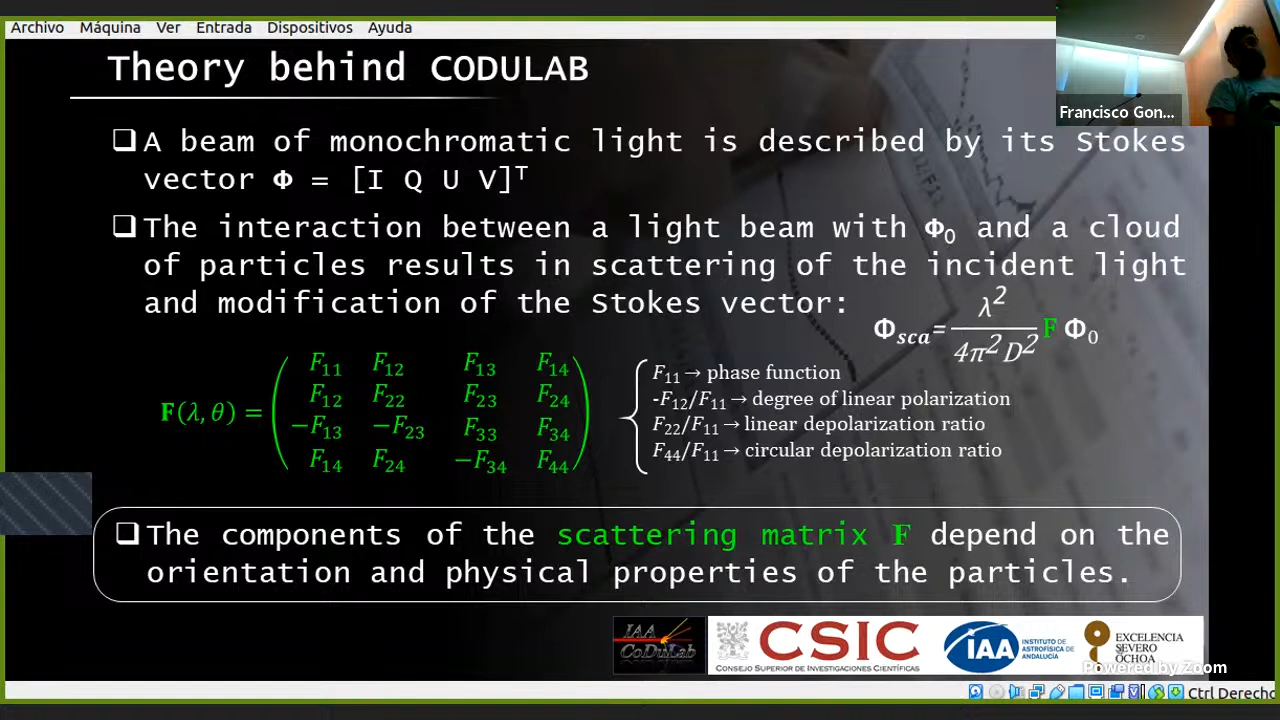 Archivo Máquina Ver Entrada Dispositivos Ayuda
Theory behind CODULAB
Francisco Gon...
❑A beam of monochromatic light is described by its Stokes
vector Φ = [I Q U V]ᵀ
❑The interaction between a light beam with Φ₀ and a cloud
of particles results in scattering of the incident light
and modification of the Stokes vector:
Φsca= λ²/4π²D² F Φ₀
F(λ, θ) =
F₁₁ F₁₂ F₁₃ F₁₄
F₁₂ F₂₂ F₂₃ F₂₄
−F₁₃ −F₂₃ F₃₃ F₃₄
F₁₄ F₂₄ −F₃₄ F₄₄
F₁₁ → phase function
-F₁₂/F₁₁ → degree of linear polarization
F₂₂/F₁₁ → linear depolarization ratio
F₄₄/F₁₁ → circular depolarization ratio
❑The components of the scattering matrix F depend on the
orientation and physical properties of the particles.
IAA
CoDuLab
CSIC
CONSEJO SUPERIOR DE INVESTIGACIONES CIENTÍFICAS
IAA
INSTITUTO DE
ASTROFÍSICA DE
ANDALUCÍA
EXCELENCIA
SEVERO
OCHOA
Powered by Zoom
Ctrl Derecho